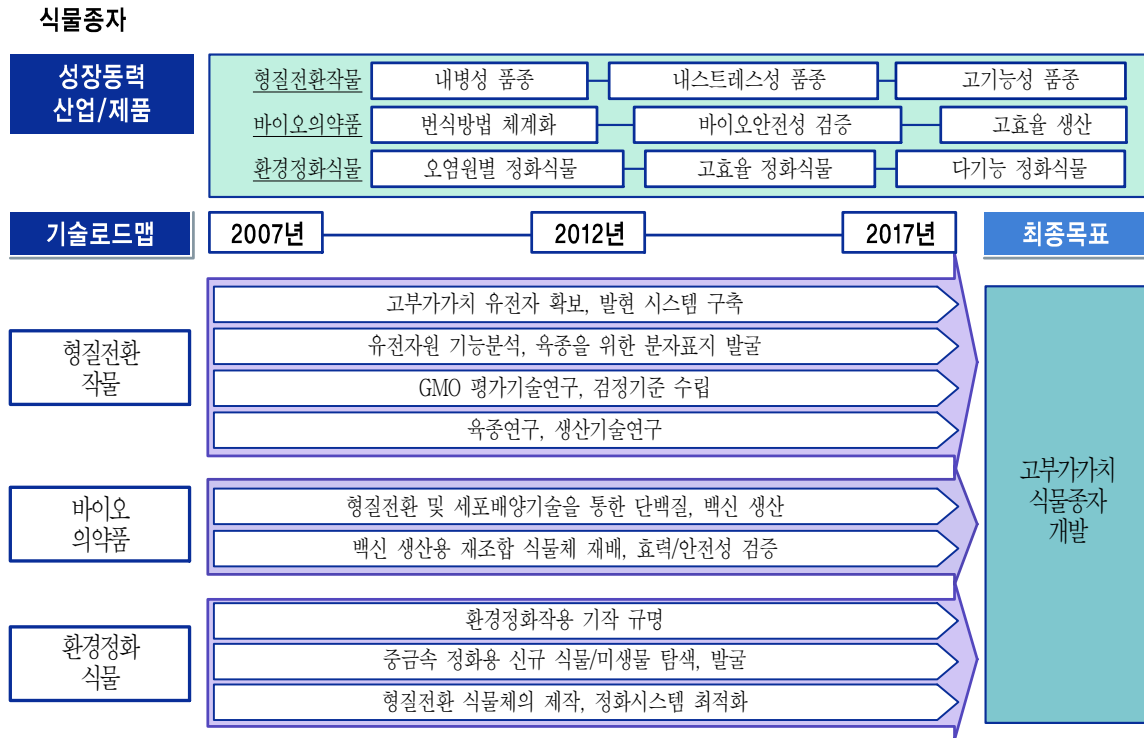 식물종자
성장동력
산업/제품
형질전환작물 내병성 품종 내스트레스성 품종 고기능성 품종
바이오의약품 번식방법 체계화 바이오안전성 검증 고효율 생산
환경정화식물 오염원별 정화식물 고효율 정화식물 다기능 정화식물
기술로드맵 2007년 2012년 2017년 최종목표
형질전환
작물
고부가가치 유전자 확보, 발현 시스템 구축
유전자원 기능분석, 육종을 위한 분자표지 발굴
GMO 평가기술연구, 검정기준 수립
육종연구, 생산기술연구
바이오
의약품
형질전환 및 세포배양기술을 통한 단백질, 백신 생산
백신 생산용 재조합 식물체 재배, 효력/안전성 검증
환경정화
식물
환경정화작용 기작 규명
중금속 정화용 신규 식물/미생물 탐색, 발굴
형질전환 식물체의 제작, 정화시스템 최적화
고부가가치
식물종자
개발